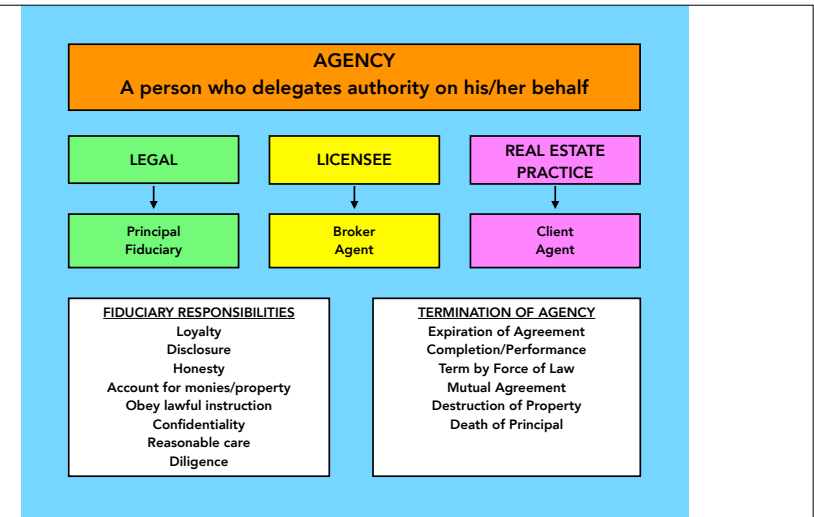 AGENCY
A person who delegates authority on his/her behalf
LEGAL
LICENSEE
REAL ESTATE
PRACTICE
Principal
Fiduciary
Broker
Agent
Client
Agent
FIDUCIARY RESPONSIBILITIES
Loyalty
Disclosure
Honesty
Account for monies/property
Obey lawful instruction
Confidentiality
Reasonable care
Diligence
TERMINATION OF AGENCY
Expiration of Agreement
Completion/Performance
Term by Force of Law
Mutual Agreement
Destruction of Property
Death of Principal